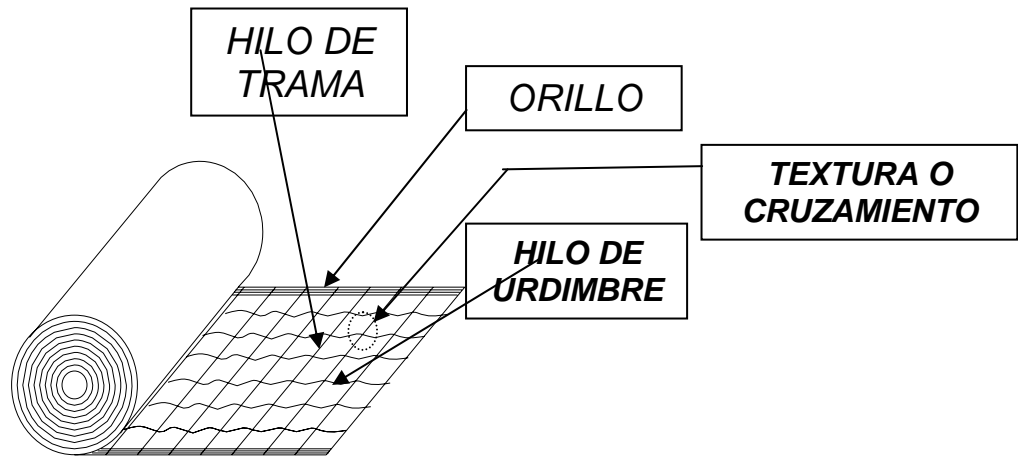 HILO DE
TRAMA
ORILLO
TEXTURA O
CRUZAMIENTO
HILO DE
URDIMBRE